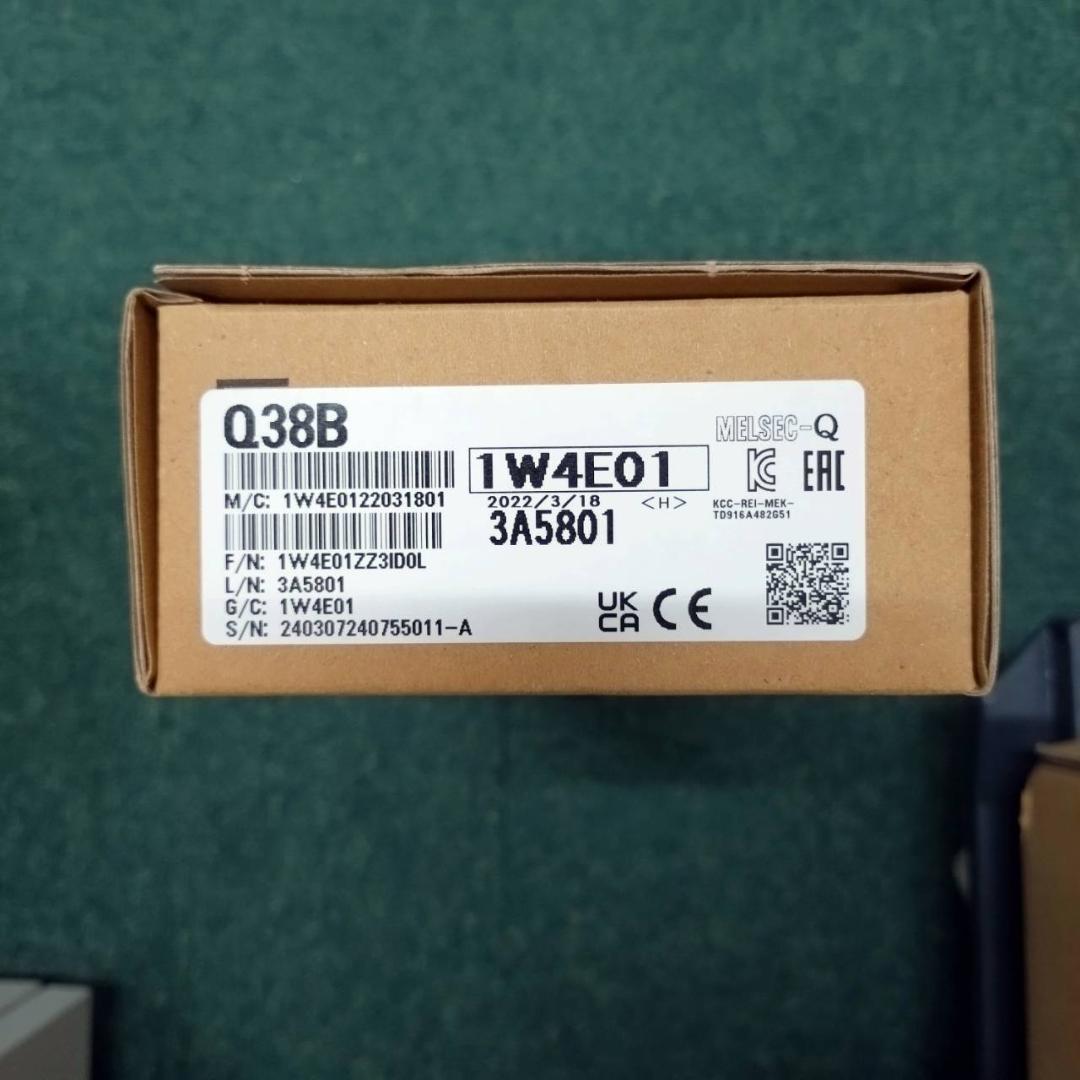 Q38B
MELSEC-Q
1W4E01
M/C: 1W4E0122031801
2022/3/18 <H>
KCC-REI-MEK-
TD916A482G51
EAC
3A5801
F/N: 1W4E01ZZ3ID0L
L/N: 3A5801
G/C: 1W4E01
S/N: 240307240755011-A
UK
CA CE